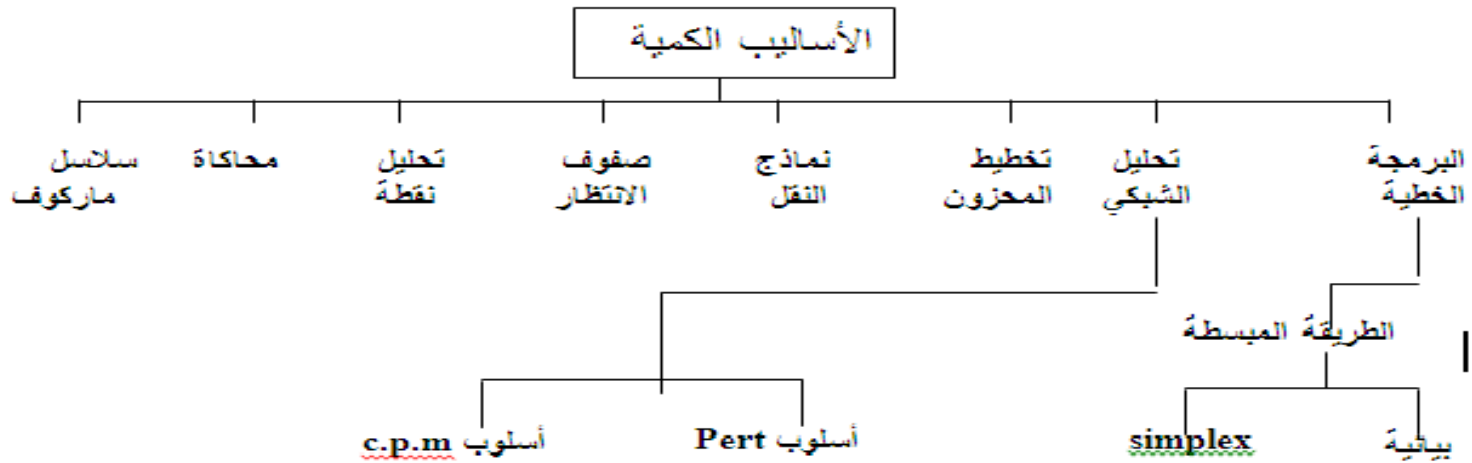 الأساليب الكمية
البرمجة
الخطية
تحليل
الشبكي
تخطيط
المحزون
نماذج
النقل
صفوف
الانتظار
تحليل
نقطة
محاكاة
سلاسل
ماركوف
الطريقة المبسطة
بيانية
simplex
أسلوب Pert
أسلوب c.p.m